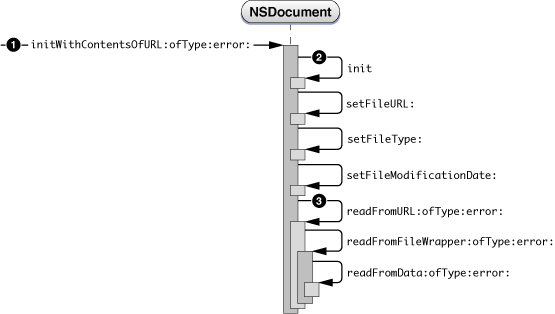 NSDocument
1 initWithContentsOfURL:ofType:error:
2
init
setFileURL:
setFileType:
setFileModificationDate:
3
readFromURL:ofType:error:
readFromFileWrapper:ofType:error:
readFromData:ofType:error: